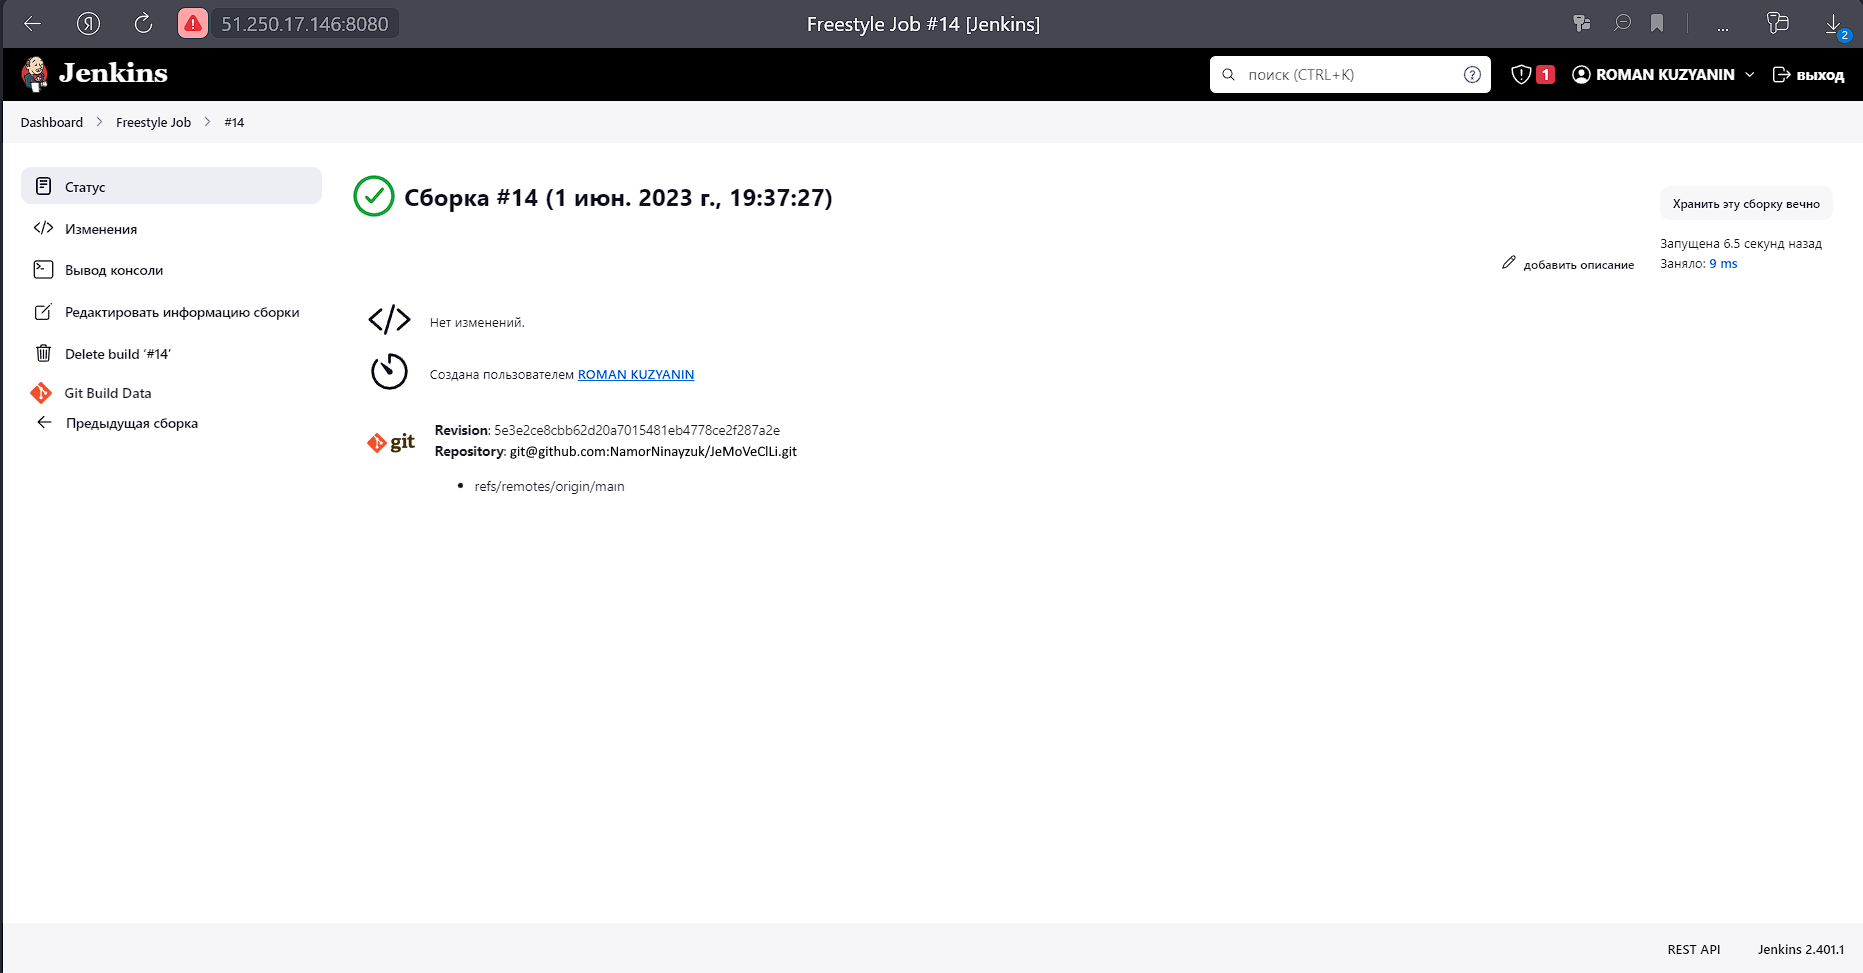 51.250.17.146:8080
Freestyle Job #14 [Jenkins]
...
2
Jenkins
поиск (CTRL+K)
1
ROMAN KUZYANIN
выход
Dashboard
Freestyle Job
#14
Статус
Изменения
Вывод консоли
Редактировать информацию сборки
Delete build ‘#14’
Git Build Data
Предыдущая сборка
Сборка #14 (1 июн. 2023 г., 19:37:27)
Хранить эту сборку вечно
Запущена 6.5 секунд назад
Заняло: 9 ms
добавить описание
Нет изменений.
Создана пользователем ROMAN KUZYANIN
git
Revision: 5e3e2ce8cbb62d20a7015481eb4778ce2f287a2e
Repository: git@github.com:NamorNinayzuk/JeMoVeClLi.git
refs/remotes/origin/main
REST API
Jenkins 2.401.1